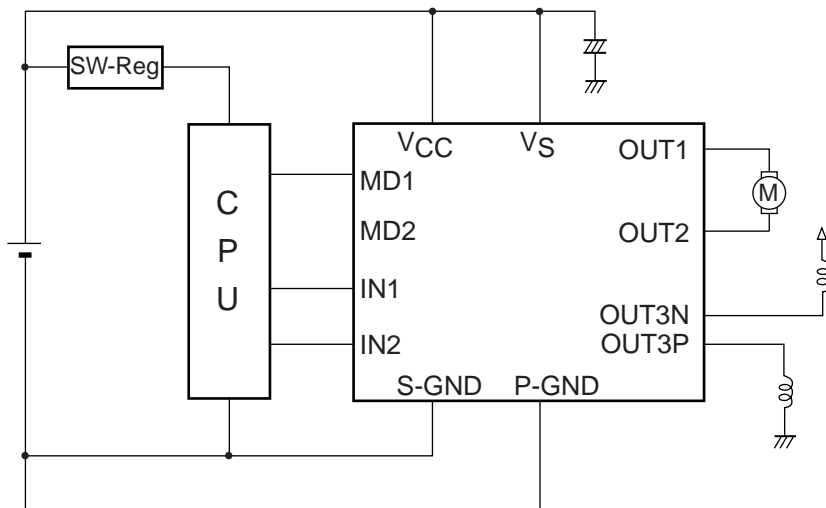 SW-Reg
VCC
VS
OUT1
MD1
M
C
P
U
MD2
OUT2
IN1
OUT3N
IN2
OUT3P
S-GND
P-GND